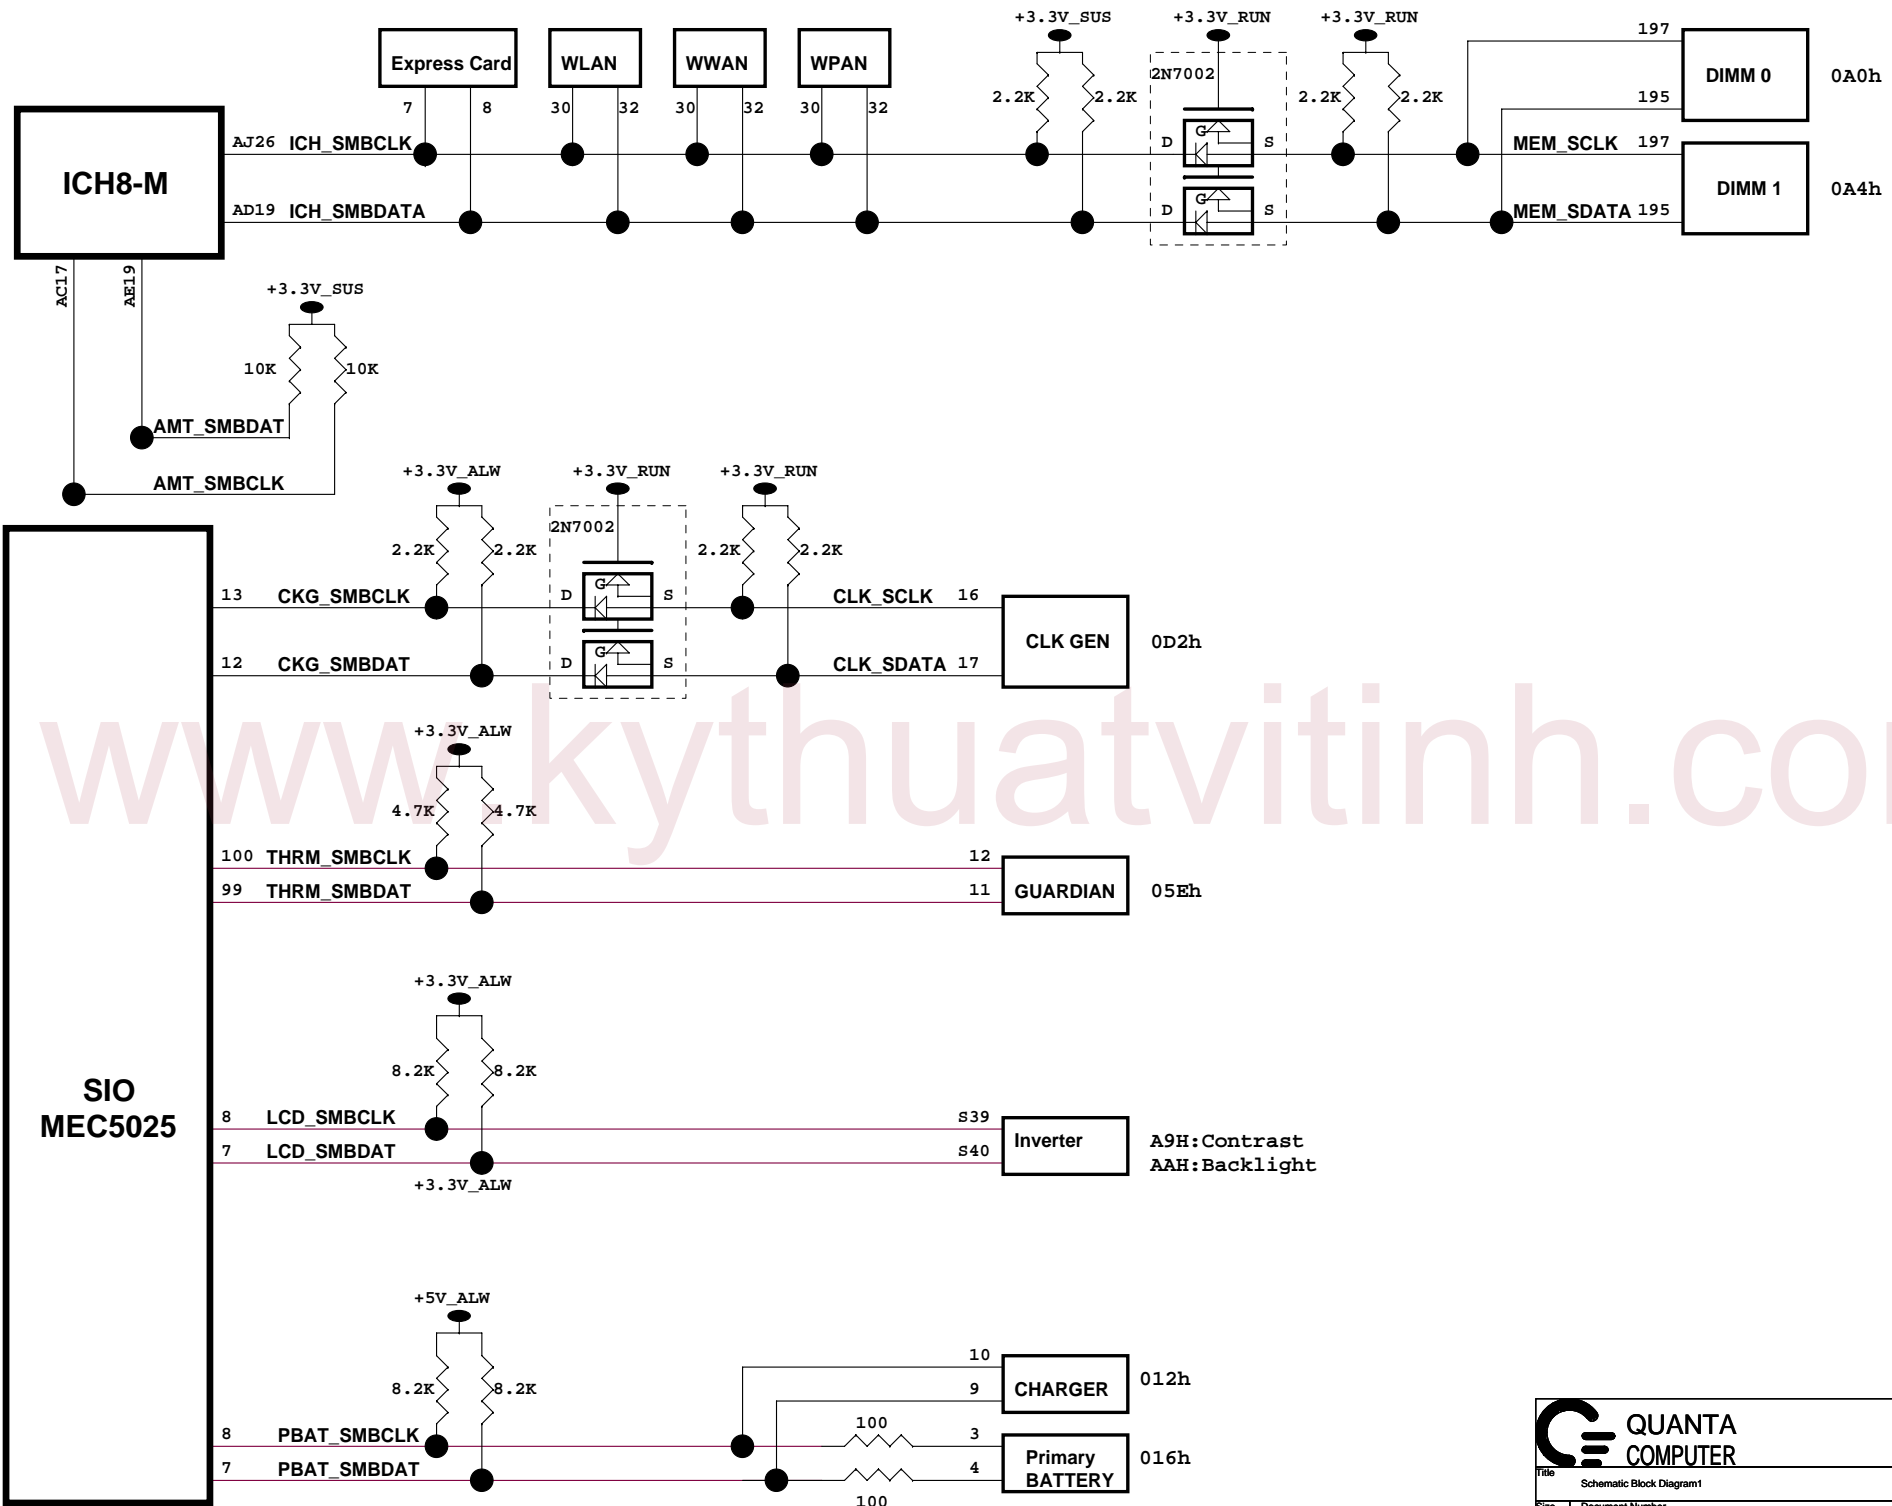 +3.3V_SUS +3.3V_RUN +3.3V_RUN
Express Card WLAN WWAN WPAN
7 8 30 32 30 32 30 32
2.2K 2.2K 2N7002 2.2K 2.2K
197
DIMM 0 0A0h
195
ICH8-M
AJ26 ICH_SMBCLK D G S MEM_SCLK 197
DIMM 1 0A4h
AD19 ICH_SMBDATA D G S MEM_SDATA 195
AC17 AE19
+3.3V_SUS
10K 10K
AMT_SMBDAT
AMT_SMBCLK
+3.3V_ALW +3.3V_RUN +3.3V_RUN
2N7002
2.2K 2.2K 2.2K 2.2K
13 CKG_SMBCLK D G S CLK_SCLK 16
CLK GEN 0D2h
12 CKG_SMBDAT D G S CLK_SDATA 17
www.kythuatvitinh.co
+3.3V_ALW
4.7K 4.7K
100 THRM_SMBCLK 12
GUARDIAN 05Eh
99 THRM_SMBDAT 11
+3.3V_ALW
8.2K 8.2K
SIO
MEC5025
8 LCD_SMBCLK S39
Inverter
A9H:Contrast
AAH:Backlight
7 LCD_SMBDAT S40
+3.3V_ALW
+5V_ALW
8.2K 8.2K
10
CHARGER 012h
9
8 PBAT_SMBCLK 100 3
Primary
BATTERY
016h
7 PBAT_SMBDAT 100 4
QUANTA
COMPUTER
Title
Schematic Block Diagram1
Size Document Number